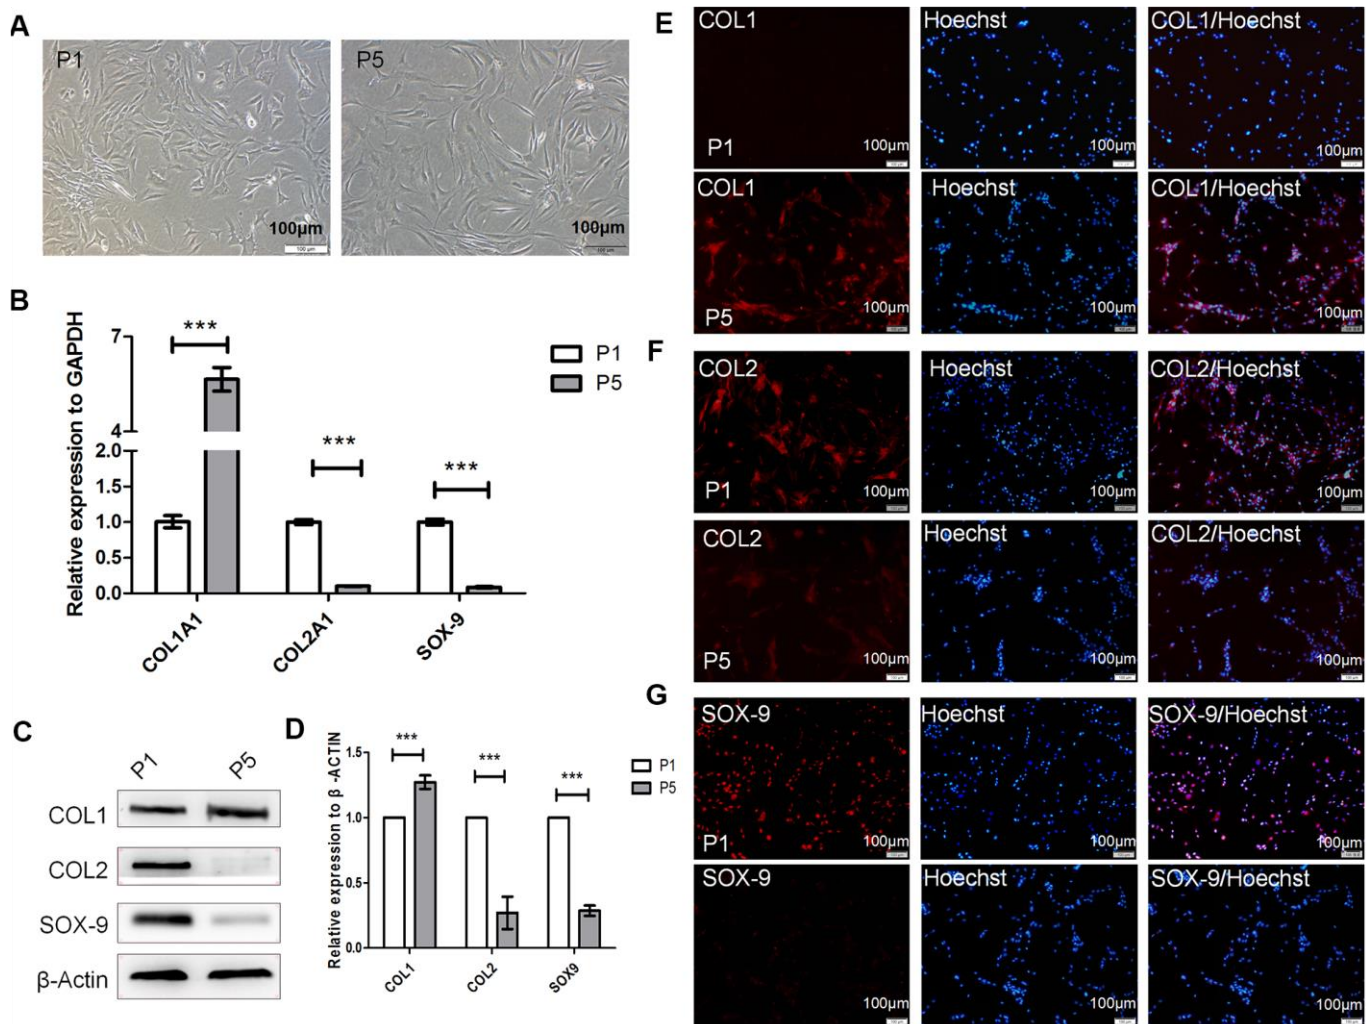 A
P1
100µm
100 µm
P5
100µm
B
Relative expression to GAPDH
7
4
2.0
1.5
1.0
0.5
0.0
***
***
***
P1
P5
COL1A1
COL2A1
SOX-9
C
P1
P5
COL1
COL2
SOX-9
β-Actin
D
Relative expression to β -ACTIN
1.5
1.0
0.5
0.0
***
***
***
P1
P5
COL1
COL2
SOX9
E
COL1
P1
100µm
Hoechst
100µm
COL1/Hoechst
100µm
COL1
P5
100µm
Hoechst
100µm
COL1/Hoechst
100µm
F
COL2
P1
100µm
Hoechst
100µm
COL2/Hoechst
100µm
COL2
P5
100µm
Hoechst
100µm
COL2/Hoechst
100µm
G
SOX-9
P1
100µm
Hoechst
100µm
SOX-9/Hoechst
100µm
SOX-9
100µm
Hoechst
100µm
SOX-9/Hoechst
100µm